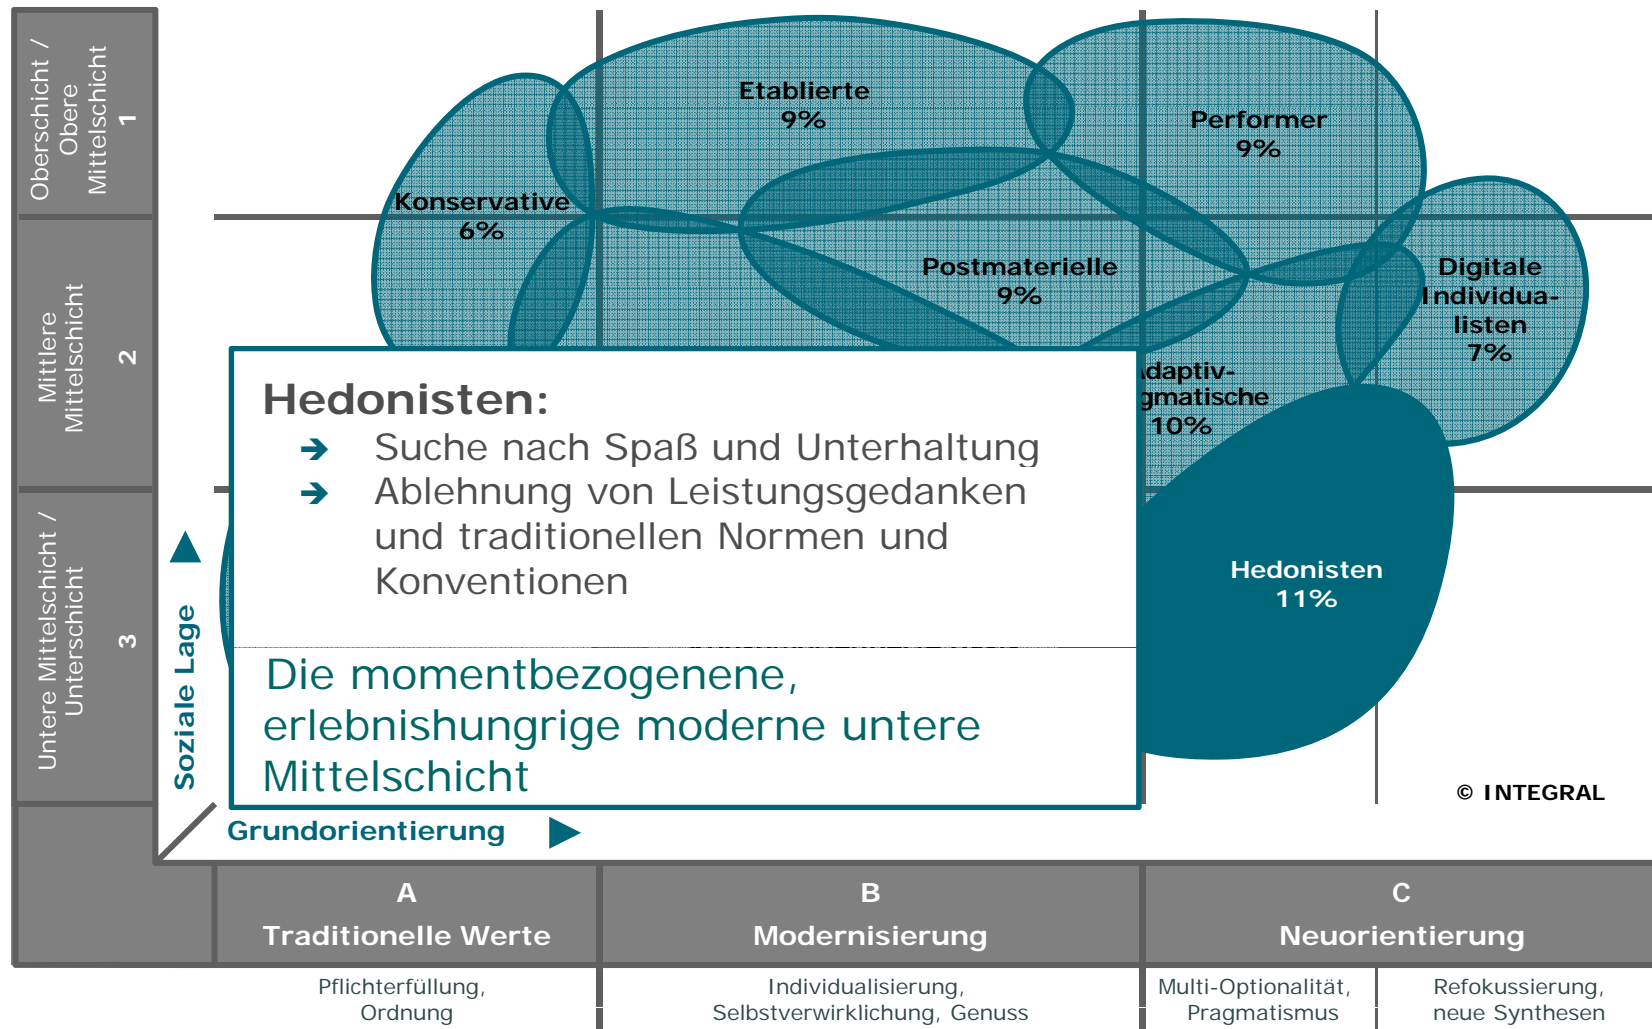 Oberschicht /
Obere
Mittelschicht
1
Mittlere
Mittelschicht
2
Untere Mittelschicht /
Unterschicht
3
Soziale Lage
Etablierte
9%
Performer
9%
Konservative
6%
Postmaterielle
9%
Digitale
Individua-
listen
7%
10%
Hedonisten
11%
Hedonisten:
➔ Suche nach Spaß und Unterhaltung
➔ Ablehnung von Leistungsgedanken
und traditionellen Normen und
Konventionen
Die momentbezogenene,
erlebnishungrige moderne untere
Mittelschicht
© INTEGRAL
Grundorientierung
A
Traditionelle Werte
B
Modernisierung
C
Neuorientierung
Pflichterfüllung,
Ordnung
Individualisierung,
Selbstverwirklichung, Genuss
Multi-Optionalität,
Pragmatismus
Refokussierung,
neue Synthesen